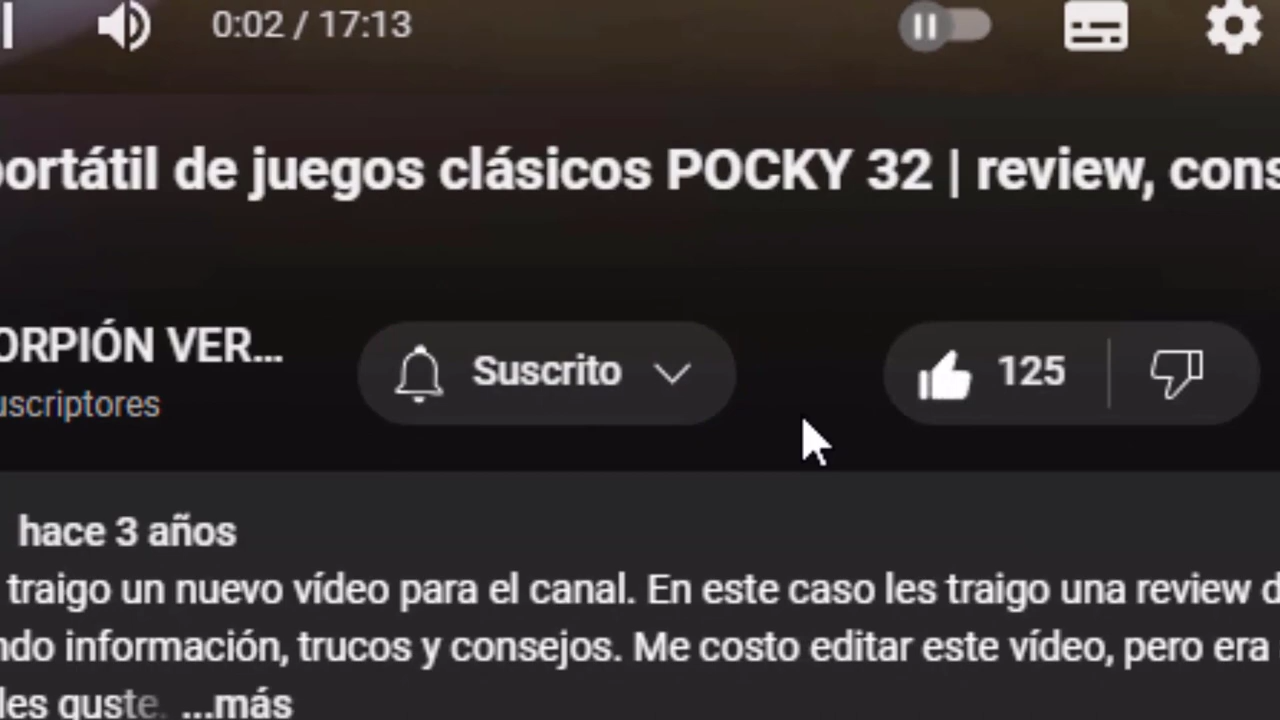 0:02 / 17:13
portátil de juegos clásicos POCKY 32 | review, cons
ORPIÓN VER...
Suscrito
125
uscriptores
hace 3 años
traigo un nuevo vídeo para el canal. En este caso les traigo una review d
ndo información, trucos y consejos. Me costo editar este vídeo, pero era
les guste. ...más